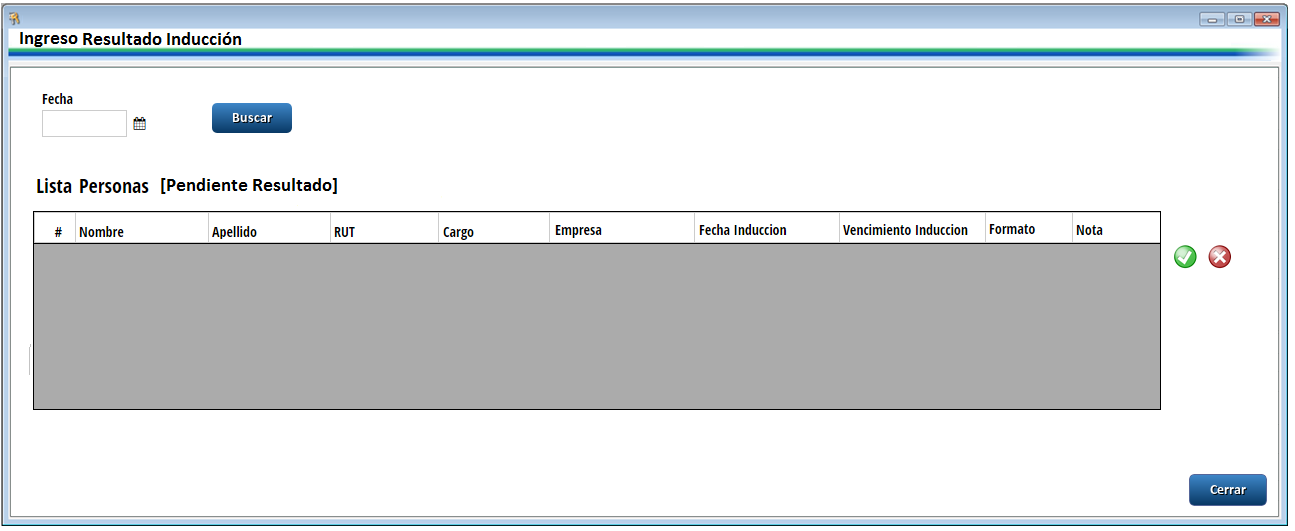 Ingreso Resultado Inducción
Fecha
Buscar
Lista Personas [Pendiente Resultado]
# Nombre Apellido RUT Cargo Empresa Fecha Induccion Vencimiento Induccion Formato Nota
Cerrar